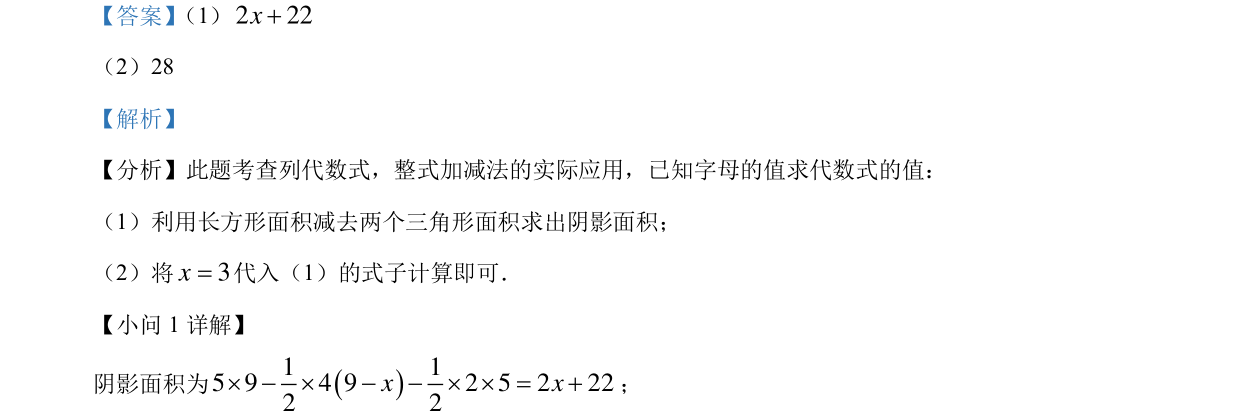 【答案】（1）2x+22
（2）28
【解析】
【分析】此题考查列代数式，整式加减法的实际应用，已知字母的值求代数式的值：
（1）利用长方形面积减去两个三角形面积求出阴影面积；
（2）将x=3代入（1）的式子计算即可．
【小问 1 详解】
阴影面积为5×9−1/2×4(9−x)−1/2×2×5=2x+22；